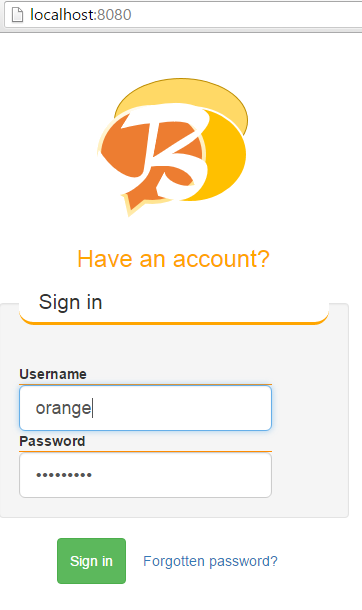 localhost:8080
B
Have an account?
Sign in
Username
orange
Password
•••••••••
Sign in
Forgotten password?